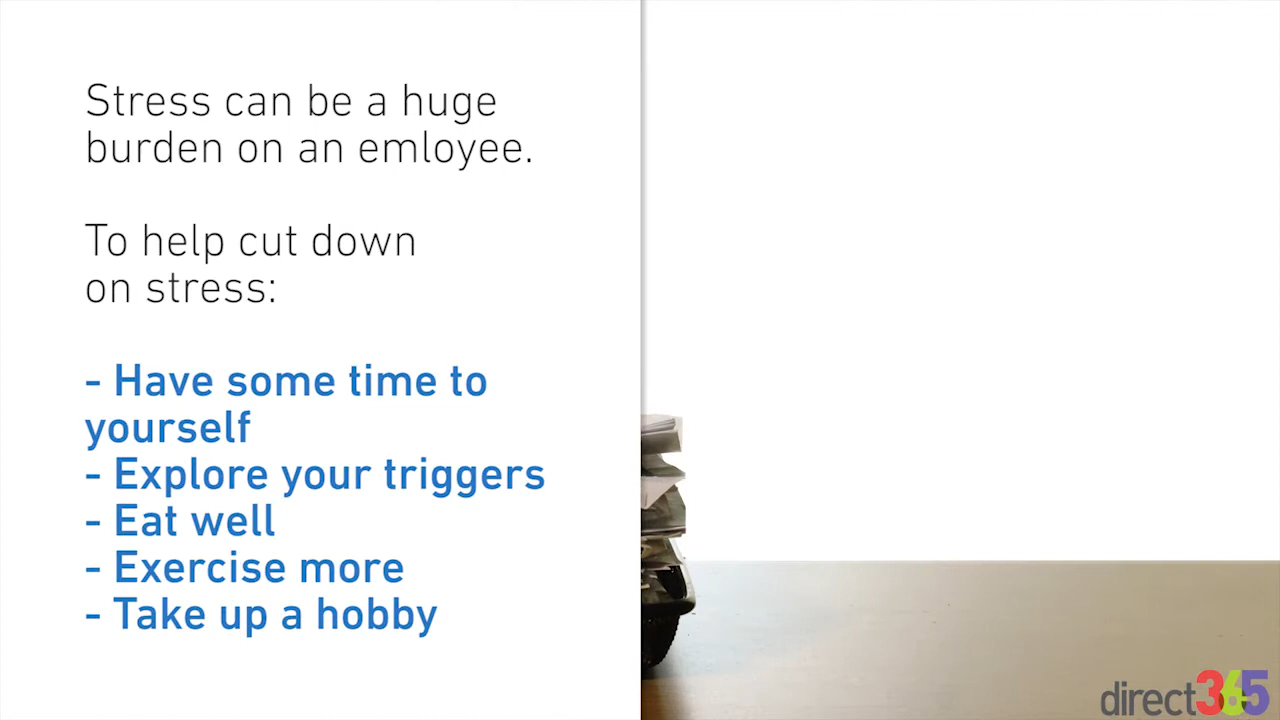 Stress can be a huge
burden on an emloyee.
To help cut down
on stress:
- Have some time to
yourself
- Explore your triggers
- Eat well
- Exercise more
- Take up a hobby
direct365